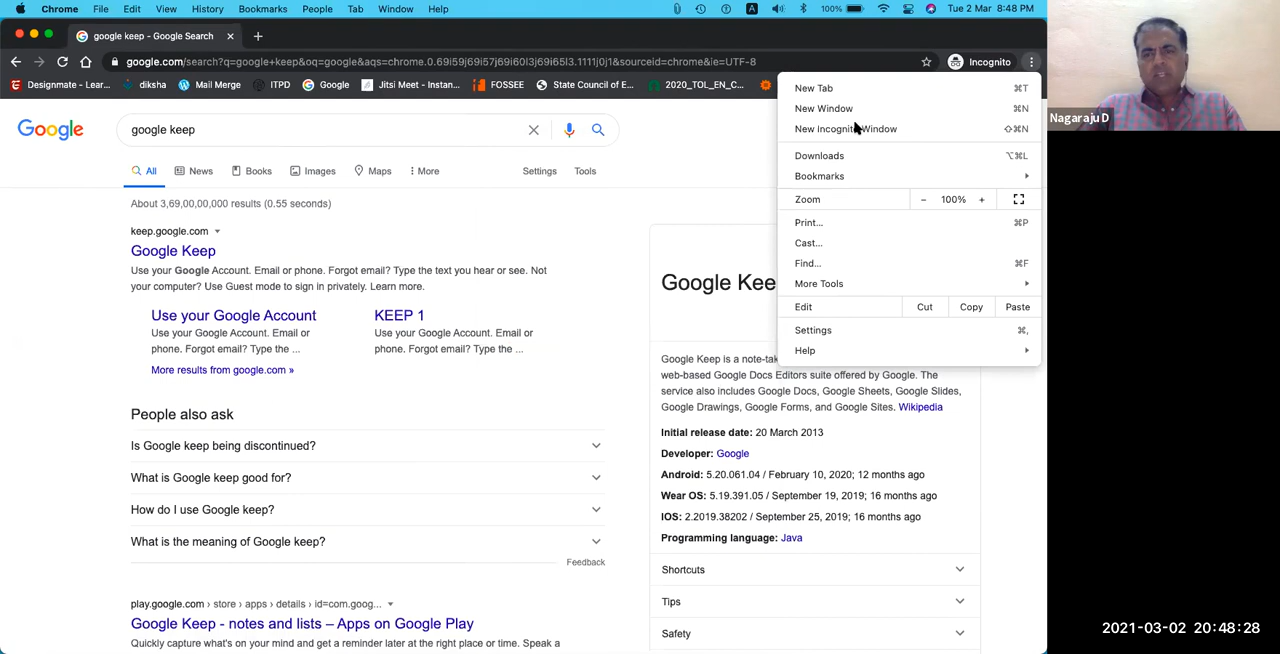 Chrome File Edit View History Bookmarks People Tab Window Help 100% Tue 2 Mar 8:48 PM
google keep - Google Search
google.com/search?q=google+keep&oq=google&aqs=chrome.0.69i59j69i57j69i60l3j69i65l3.1111j0j1&sourceid=chrome&ie=UTF-8
Incognito
Designmate - Lear... diksha Mail Merge ITPD Google Jitsi Meet - Instan... FOSSEE State Council of E... 2020_TOL_EN_C...
Google
google keep
All News Books Images Maps More Settings Tools
About 3,69,00,00,000 results (0.55 seconds)
keep.google.com
Google Keep
Use your Google Account. Email or phone. Forgot email? Type the text you hear or see. Not
your computer? Use Guest mode to sign in privately. Learn more.
Use your Google Account
Use your Google Account. Email or
phone. Forgot email? Type the ...
KEEP 1
Use your Google Account. Email or
phone. Forgot email? Type the ...
More results from google.com »
People also ask
Is Google keep being discontinued?
What is Google keep good for?
How do I use Google keep?
What is the meaning of Google keep?
Feedback
play.google.com › store › apps › details › id=com.goog...
Google Keep - notes and lists – Apps on Google Play
Quickly capture what's on your mind and get a reminder later at the right place or time. Speak a
New Tab ⌘T
New Window ⌘N
New Incognito Window ⇧⌘N
Downloads ⌥⌘L
Bookmarks
Zoom − 100% +
Print... ⌘P
Cast...
Find... ⌘F
More Tools
Edit Cut Copy Paste
Settings ⌘,
Help
Google Kee
Google Keep is a note-tak
web-based Google Docs Editors suite offered by Google. The
service also includes Google Docs, Google Sheets, Google Slides,
Google Drawings, Google Forms, and Google Sites. Wikipedia
Initial release date: 20 March 2013
Developer: Google
Android: 5.20.061.04 / February 10, 2020; 12 months ago
Wear OS: 5.19.391.05 / September 19, 2019; 16 months ago
IOS: 2.2019.38202 / September 25, 2019; 16 months ago
Programming language: Java
Shortcuts
Tips
Safety
Nagaraju D
2021-03-02 20:48:28